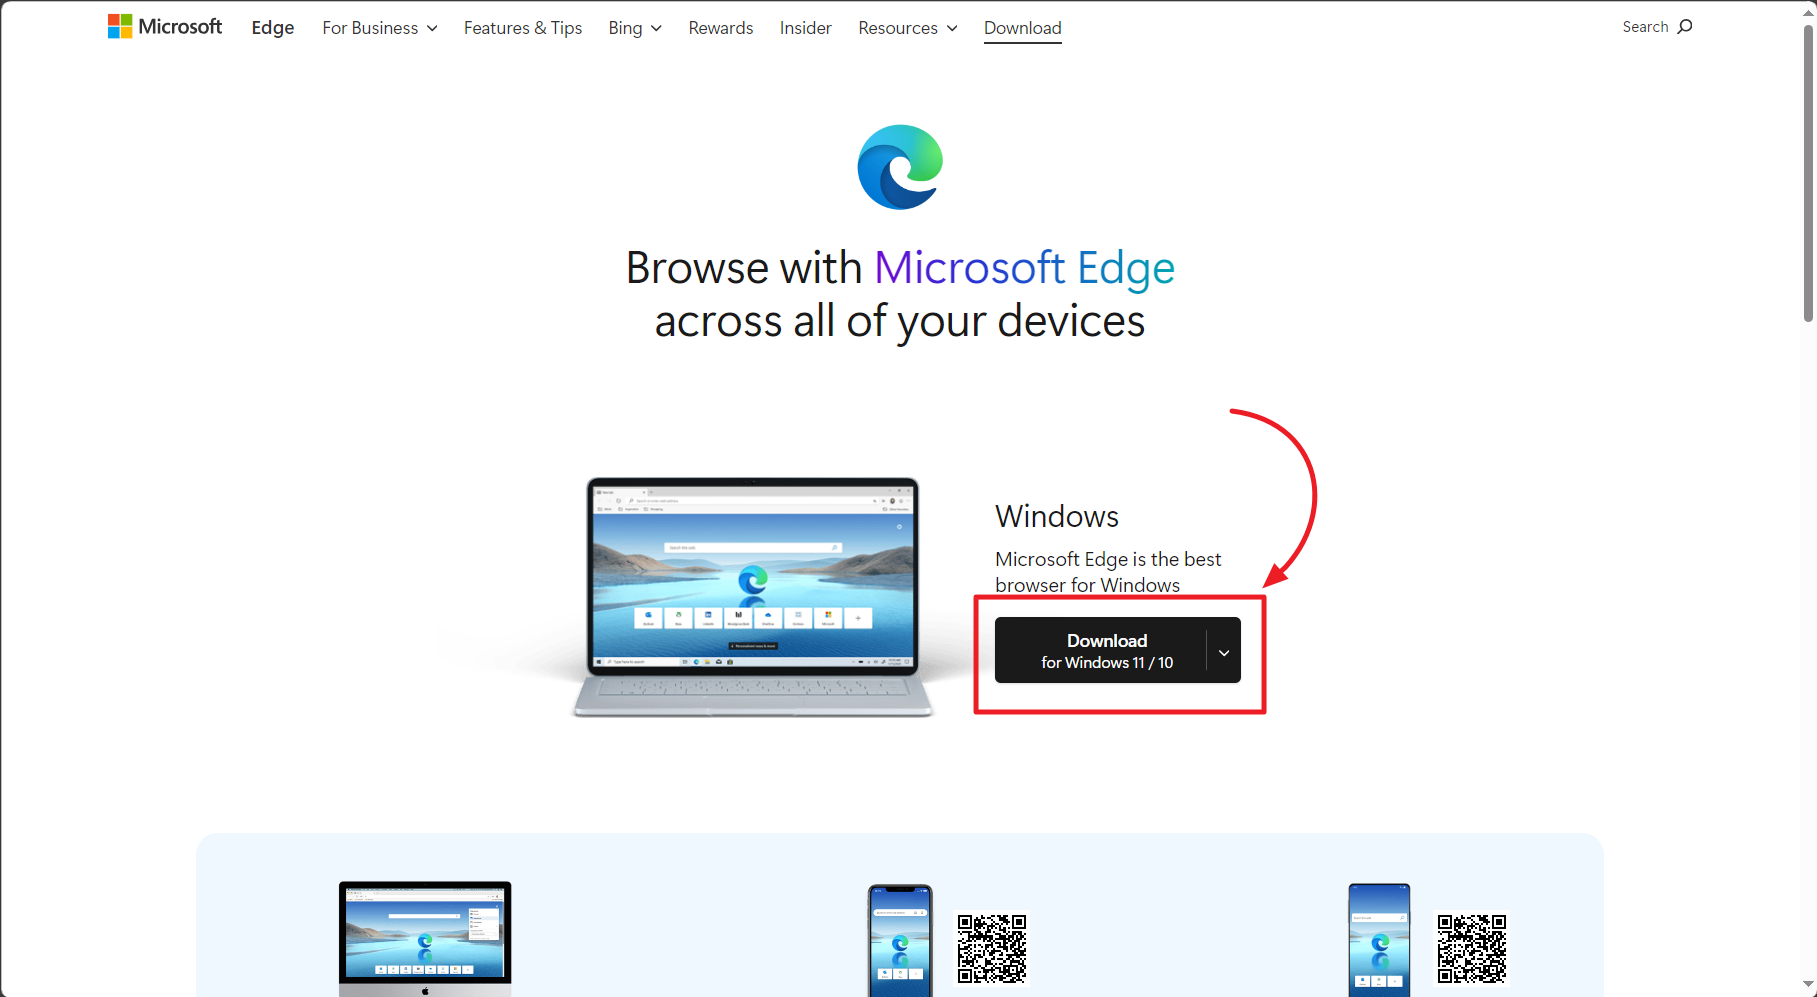 Microsoft
Edge
For Business
Features & Tips
Bing
Rewards
Insider
Resources
Download
Search
Browse with Microsoft Edge
across all of your devices
Windows
Microsoft Edge is the best
browser for Windows
Download
for Windows 11 / 10